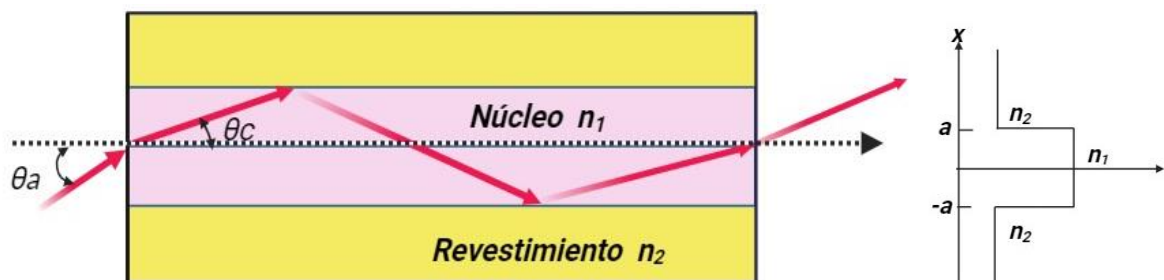 Núcleo n₁
θc
θa
Revestimiento n₂
x
n₂
a
n₁
-a
n₂